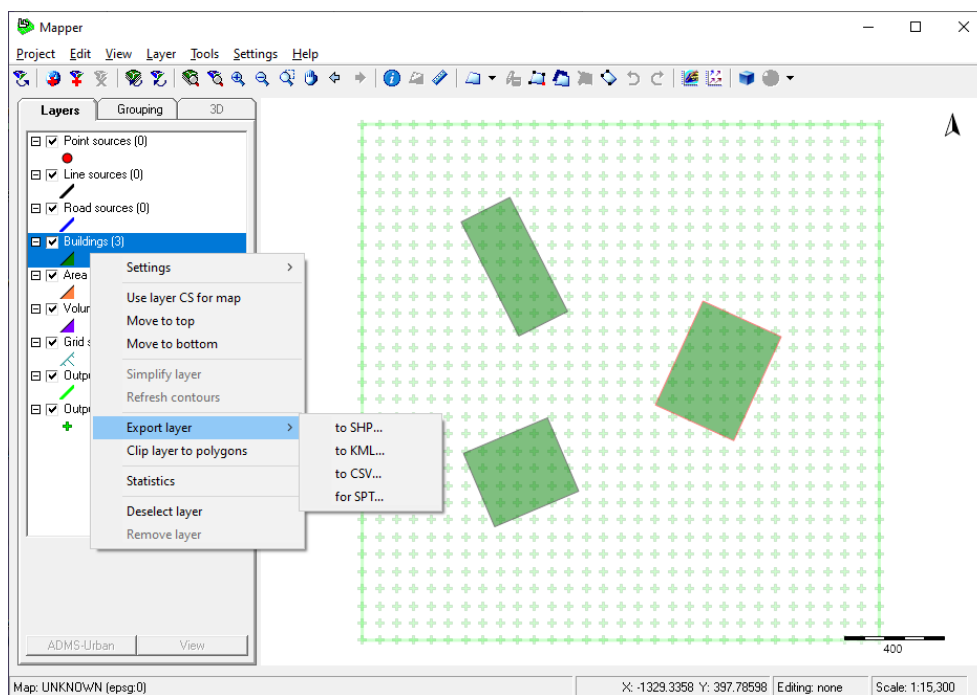 Mapper
Project Edit View Layer Tools Settings Help
Layers Grouping 3D
Point sources (0)
Line sources (0)
Road sources (0)
Buildings (3)
Area
Volur
Grid s
Outpu
Outpu
Settings
Use layer CS for map
Move to top
Move to bottom
Simplify layer
Refresh contours
Export layer
Clip layer to polygons
Statistics
Deselect layer
Remove layer
to SHP...
to KML...
to CSV...
for SPT...
400
ADMS-Urban View
Map: UNKNOWN (epsg:0) X: -1329.3358 Y: 397.78598 Editing: none Scale: 1:15,300